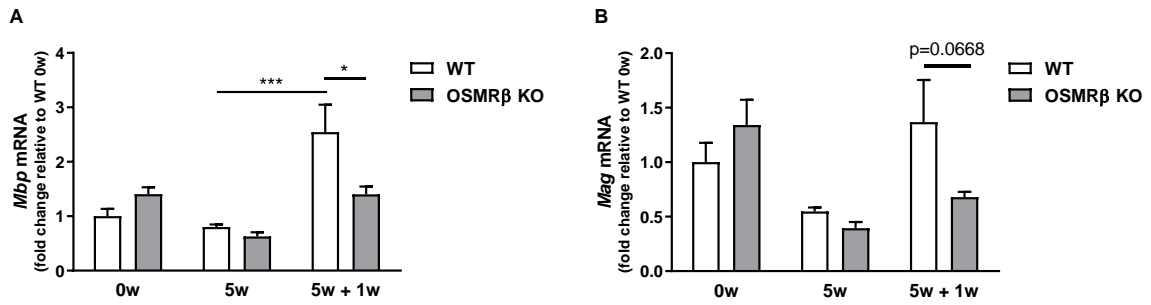 A
Mbp mRNA
(fold change relative to WT 0w)
4
3
2
1
0
***
*
0w
5w
5w + 1w
WT
OSMRβ KO
B
Mag mRNA
(fold change relative to WT 0w)
2.0
1.5
1.0
0.5
0.0
p=0.0668
0w
5w
5w + 1w
WT
OSMRβ KO